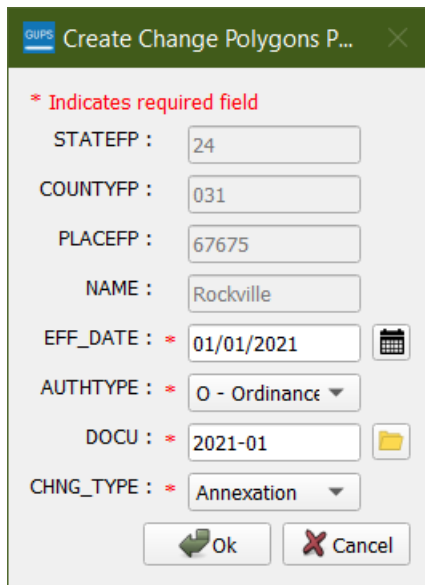 GUPS Create Change Polygons P...
* Indicates required field
STATEFP : 24
COUNTYFP : 031
PLACEFP : 67675
NAME : Rockville
EFF_DATE : * 01/01/2021
AUTHTYPE : * O - Ordinance
DOCU : * 2021-01
CHNG_TYPE : * Annexation
Ok Cancel